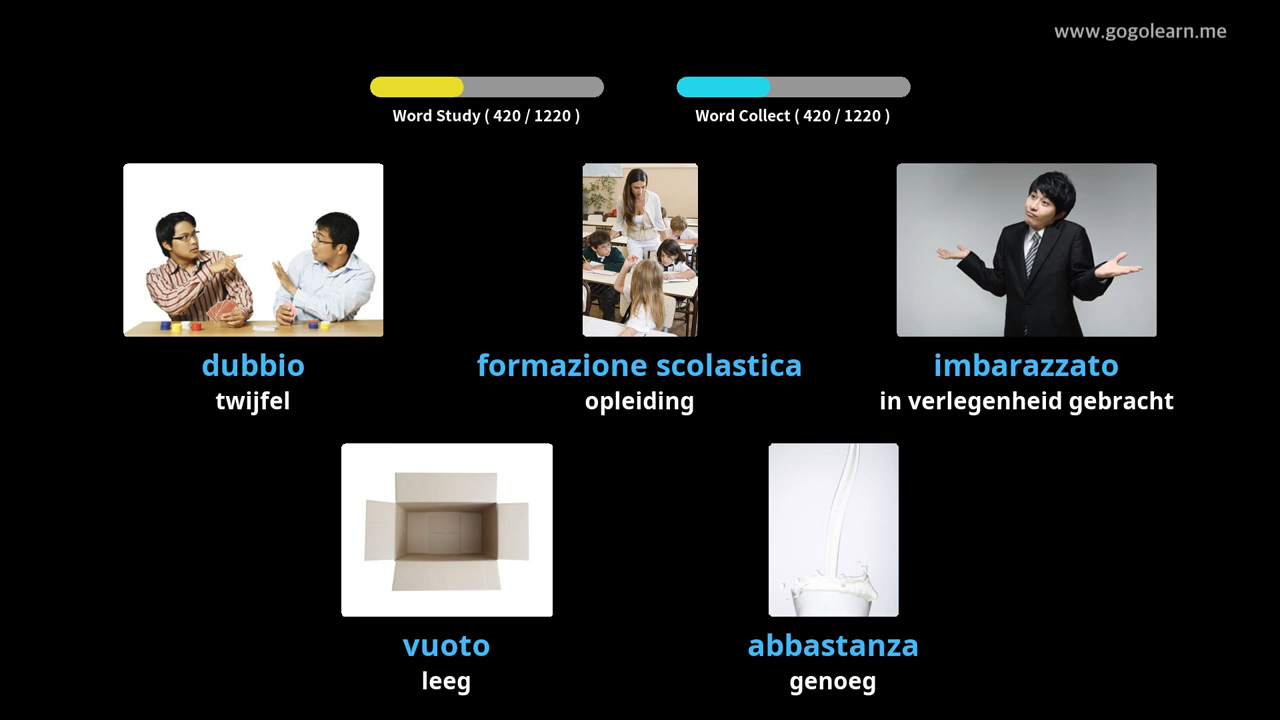 www.gogolearn.me
Word Study ( 420 / 1220 )
Word Collect ( 420 / 1220 )
dubbio
twijfel
formazione scolastica
opleiding
imbarazzato
in verlegenheid gebracht
vuoto
leeg
abbastanza
genoeg